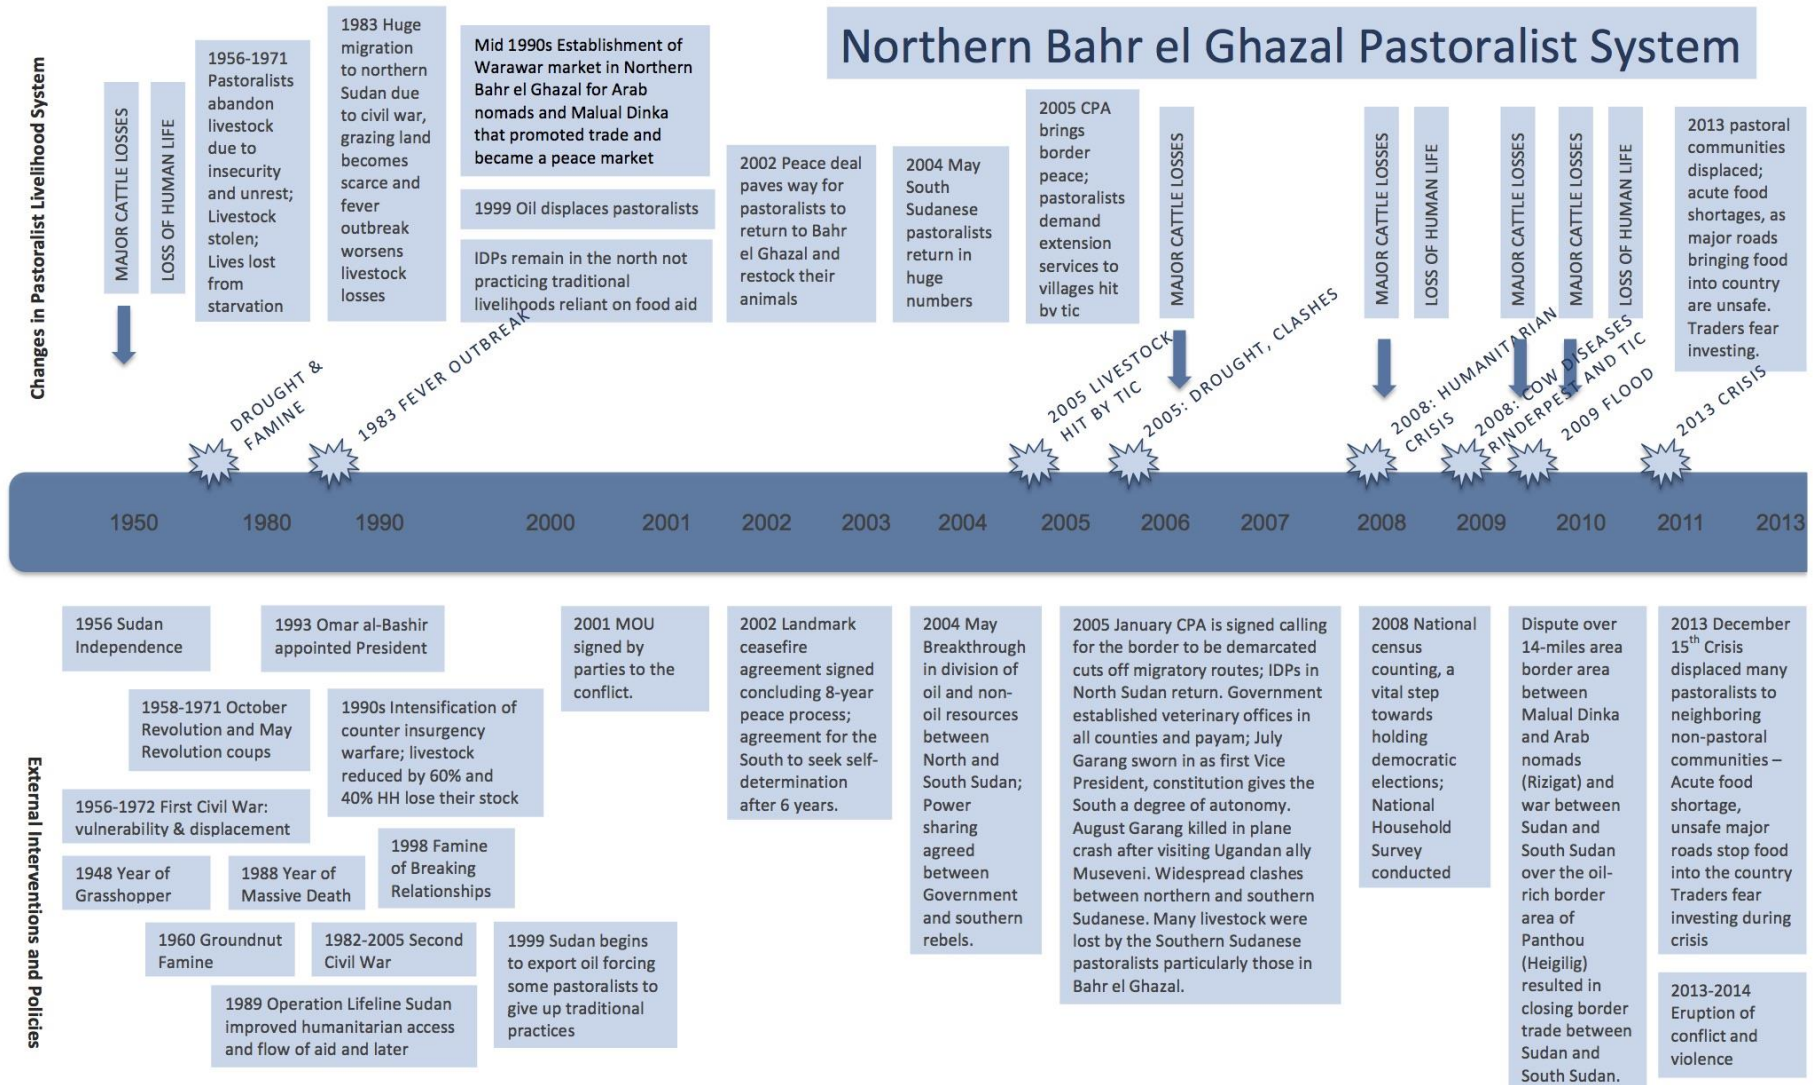 Northern Bahr el Ghazal Pastoralist System
Changes in Pastoralist Livelihood System
MAJOR CATTLE LOSSES
LOSS OF HUMAN LIFE
1956-1971
Pastoralists
abandon
livestock
due to
insecurity
and unrest;
Livestock
stolen;
Lives lost
from
starvation
1983 Huge
migration
to northern
Sudan due
to civil war,
grazing land
becomes
scarce and
fever
outbreak
worsens
livestock
losses
Mid 1990s Establishment of
Warawar market in Northern
Bahr el Ghazal for Arab
nomads and Malual Dinka
that promoted trade and
became a peace market
1999 Oil displaces pastoralists
IDPs remain in the north not
practicing traditional
livelihoods reliant on food aid
2002 Peace deal
paves way for
pastoralists to
return to Bahr
el Ghazal and
restock their
animals
2004 May
South
Sudanese
pastoralists
return in
huge
numbers
2005 CPA
brings
border
peace;
pastoralists
demand
extension
services to
villages hit
by tic
MAJOR CATTLE LOSSES
MAJOR CATTLE LOSSES
LOSS OF HUMAN LIFE
MAJOR CATTLE LOSSES
MAJOR CATTLE LOSSES
LOSS OF HUMAN LIFE
2013 pastoral
communities
displaced;
acute food
shortages, as
major roads
bringing food
into country
are unsafe.
Traders fear
investing.
DROUGHT &
FAMINE
1983 FEVER OUTBREAK
2005 LIVESTOCK
HIT BY TIC
2005: DROUGHT, CLASHES
2008: HUMANITARIAN
CRISIS
2008: COW DISEASES
RINDERPEST AND TIC
2009 FLOOD
2013 CRISIS
1950 1980 1990 2000 2001 2002 2003 2004 2005 2006 2007 2008 2009 2010 2011 2013
External Interventions and Policies
1956 Sudan
Independence
1993 Omar al-Bashir
appointed President
1958-1971 October
Revolution and May
Revolution coups
1990s Intensification of
counter insurgency
warfare; livestock
reduced by 60% and
40% HH lose their stock
1956-1972 First Civil War:
vulnerability & displacement
1948 Year of
Grasshopper
1988 Year of
Massive Death
1998 Famine
of Breaking
Relationships
1960 Groundnut
Famine
1982-2005 Second
Civil War
1989 Operation Lifeline Sudan
improved humanitarian access
and flow of aid and later
1999 Sudan begins
to export oil forcing
some pastoralists to
give up traditional
practices
2001 MOU
signed by
parties to the
conflict.
2002 Landmark
ceasefire
agreement signed
concluding 8-year
peace process;
agreement for the
South to seek self-
determination
after 6 years.
2004 May
Breakthrough
in division of
oil and non-
oil resources
between
North and
South Sudan;
Power
sharing
agreed
between
Government
and southern
rebels.
2005 January CPA is signed calling
for the border to be demarcated
cuts off migratory routes; IDPs in
North Sudan return. Government
established veterinary offices in
all counties and payam; July
Garang sworn in as first Vice
President, constitution gives the
South a degree of autonomy.
August Garang killed in plane
crash after visiting Ugandan ally
Museveni. Widespread clashes
between northern and southern
Sudanese. Many livestock were
lost by the Southern Sudanese
pastoralists particularly those in
Bahr el Ghazal.
2008 National
census
counting, a
vital step
towards
holding
democratic
elections;
National
Household
Survey
conducted
Dispute over
14-miles area
border area
between
Malual Dinka
and Arab
nomads
(Rizigat) and
war between
Sudan and
South Sudan
over the oil-
rich border
area of
Panthou
(Heigilig)
resulted in
closing border
trade between
Sudan and
South Sudan.
2013 December
15th Crisis
displaced many
pastoralists to
neighboring
non-pastoral
communities –
Acute food
shortage,
unsafe major
roads stop food
into the country
Traders fear
investing during
crisis
2013-2014
Eruption of
conflict and
violence